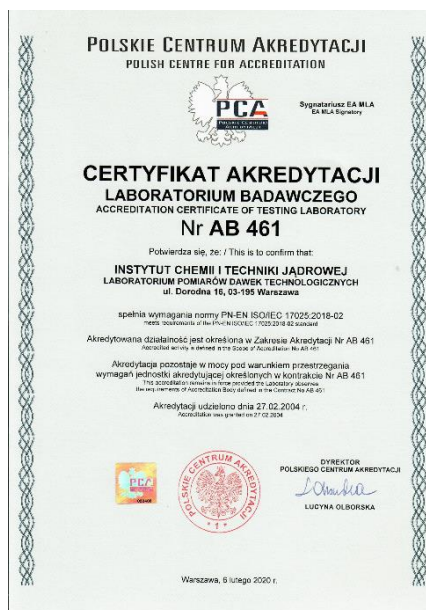 POLSKIE CENTRUM AKREDYTACJI
POLISH CENTRE FOR ACCREDITATION
PCA
POLSKIE CENTRUM
AKREDYTACJI
Sygnatariusz EA MLA
EA MLA Signatory
CERTYFIKAT AKREDYTACJI
LABORATORIUM BADAWCZEGO
ACCREDITATION CERTIFICATE OF TESTING LABORATORY
Nr AB 461
Potwierdza się, że: / This is to confirm that:
INSTYTUT CHEMII I TECHNIKI JĄDROWEJ
LABORATORIUM POMIARÓW DAWEK TECHNOLOGICZNYCH
ul. Dorodna 16, 03-195 Warszawa
spełnia wymagania normy PN-EN ISO/IEC 17025:2018-02
meets requirements of the PN-EN ISO/IEC 17025:2018-02 standard
Akredytowana działalność jest określona w Zakresie Akredytacji Nr AB 461
Accredited activity is defined in the Scope of Accreditation No AB 461
Akredytacja pozostaje w mocy pod warunkiem przestrzegania
wymagań jednostki akredytującej określonych w kontrakcie Nr AB 461
This accreditation remains in force provided the Laboratory observes
the requirements of Accreditation Body defined in the Contract No AB 461
Akredytacji udzielono dnia 27.02.2004 r.
Accreditation was granted on 27.02.2004
PCA
POLSKIE CENTRUM AKREDYTACJI
* 1 *
DYREKTOR
POLSKIEGO CENTRUM AKREDYTACJI
LUCYNA OLBORSKA
Warszawa, 6 lutego 2020 r.